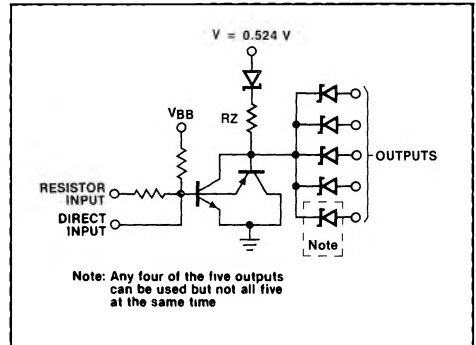 V = 0.524 V
VBB
RZ
OUTPUTS
RESISTOR
INPUT
DIRECT
INPUT
Note
Note: Any four of the five outputs
can be used but not all five
at the same time